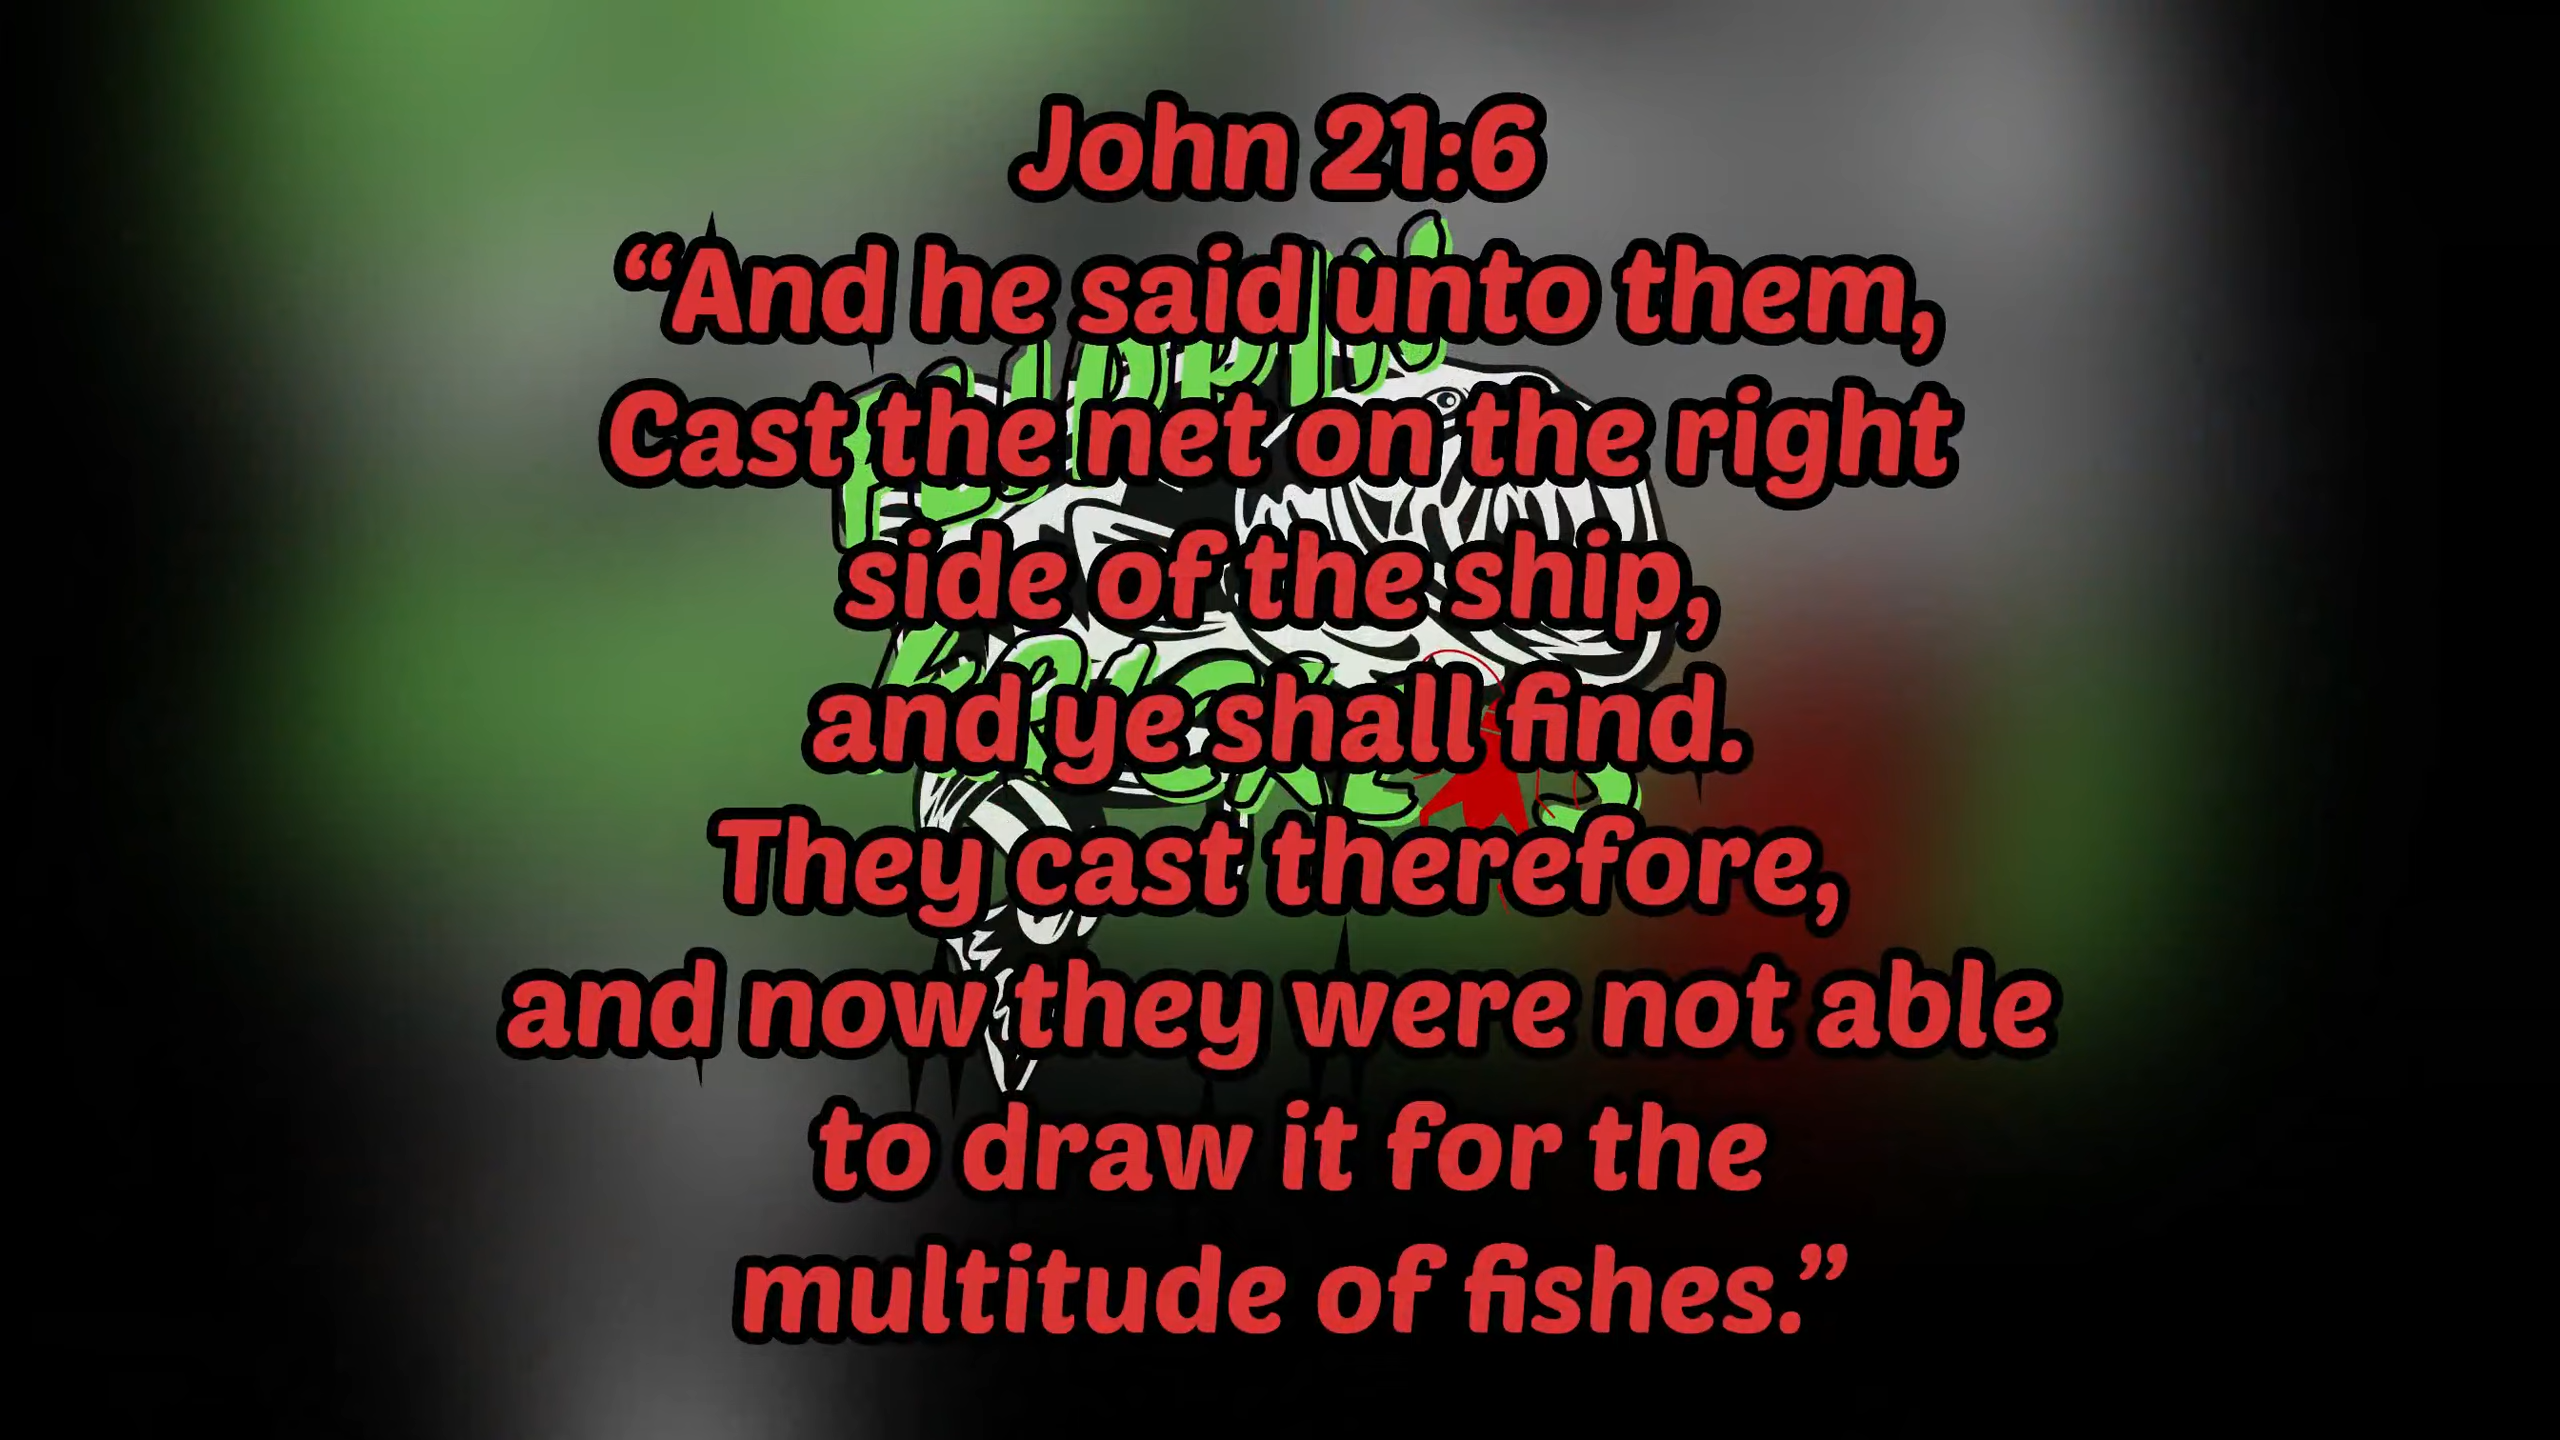 John 21:6
“And he said unto them,
Cast the net on the right
side of the ship,
and ye shall find.
They cast therefore,
and now they were not able
to draw it for the
multitude of fishes.”